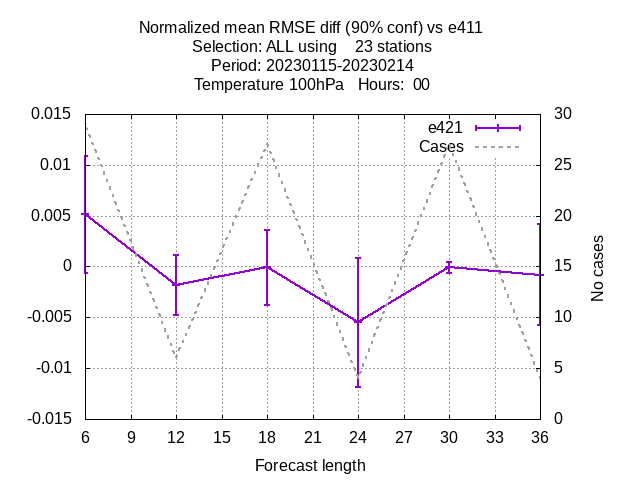 Normalized mean RMSE diff (90% conf) vs e411
Selection: ALL using    23 stations
Period: 20230115-20230214
Temperature 100hPa   Hours:  00
0.015
0.01
0.005
0
-0.005
-0.01
-0.015
30
25
20
15
10
5
0
e421
Cases
No cases
6 9 12 15 18 21 24 27 30 33 36
Forecast length